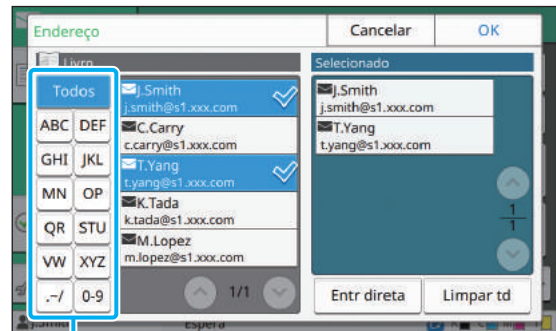 Endereço
Cancelar
OK
Livro
Selecionado
Todos
ABC DEF
GHI JKL
MN OP
QR STU
VW XYZ
.-/ 0-9
J.Smith
j.smith@s1.xxx.com
C.Carry
c.carry@s1.xxx.com
T.Yang
t.yang@s1.xxx.com
K.Tada
k.tada@s1.xxx.com
M.Lopez
m.lopez@s1.xxx.com
1/1
J.Smith
j.smith@s1.xxx.com
T.Yang
t.yang@s1.xxx.com
1
1
Entr direta
Limpar td
J.Smith
Espera